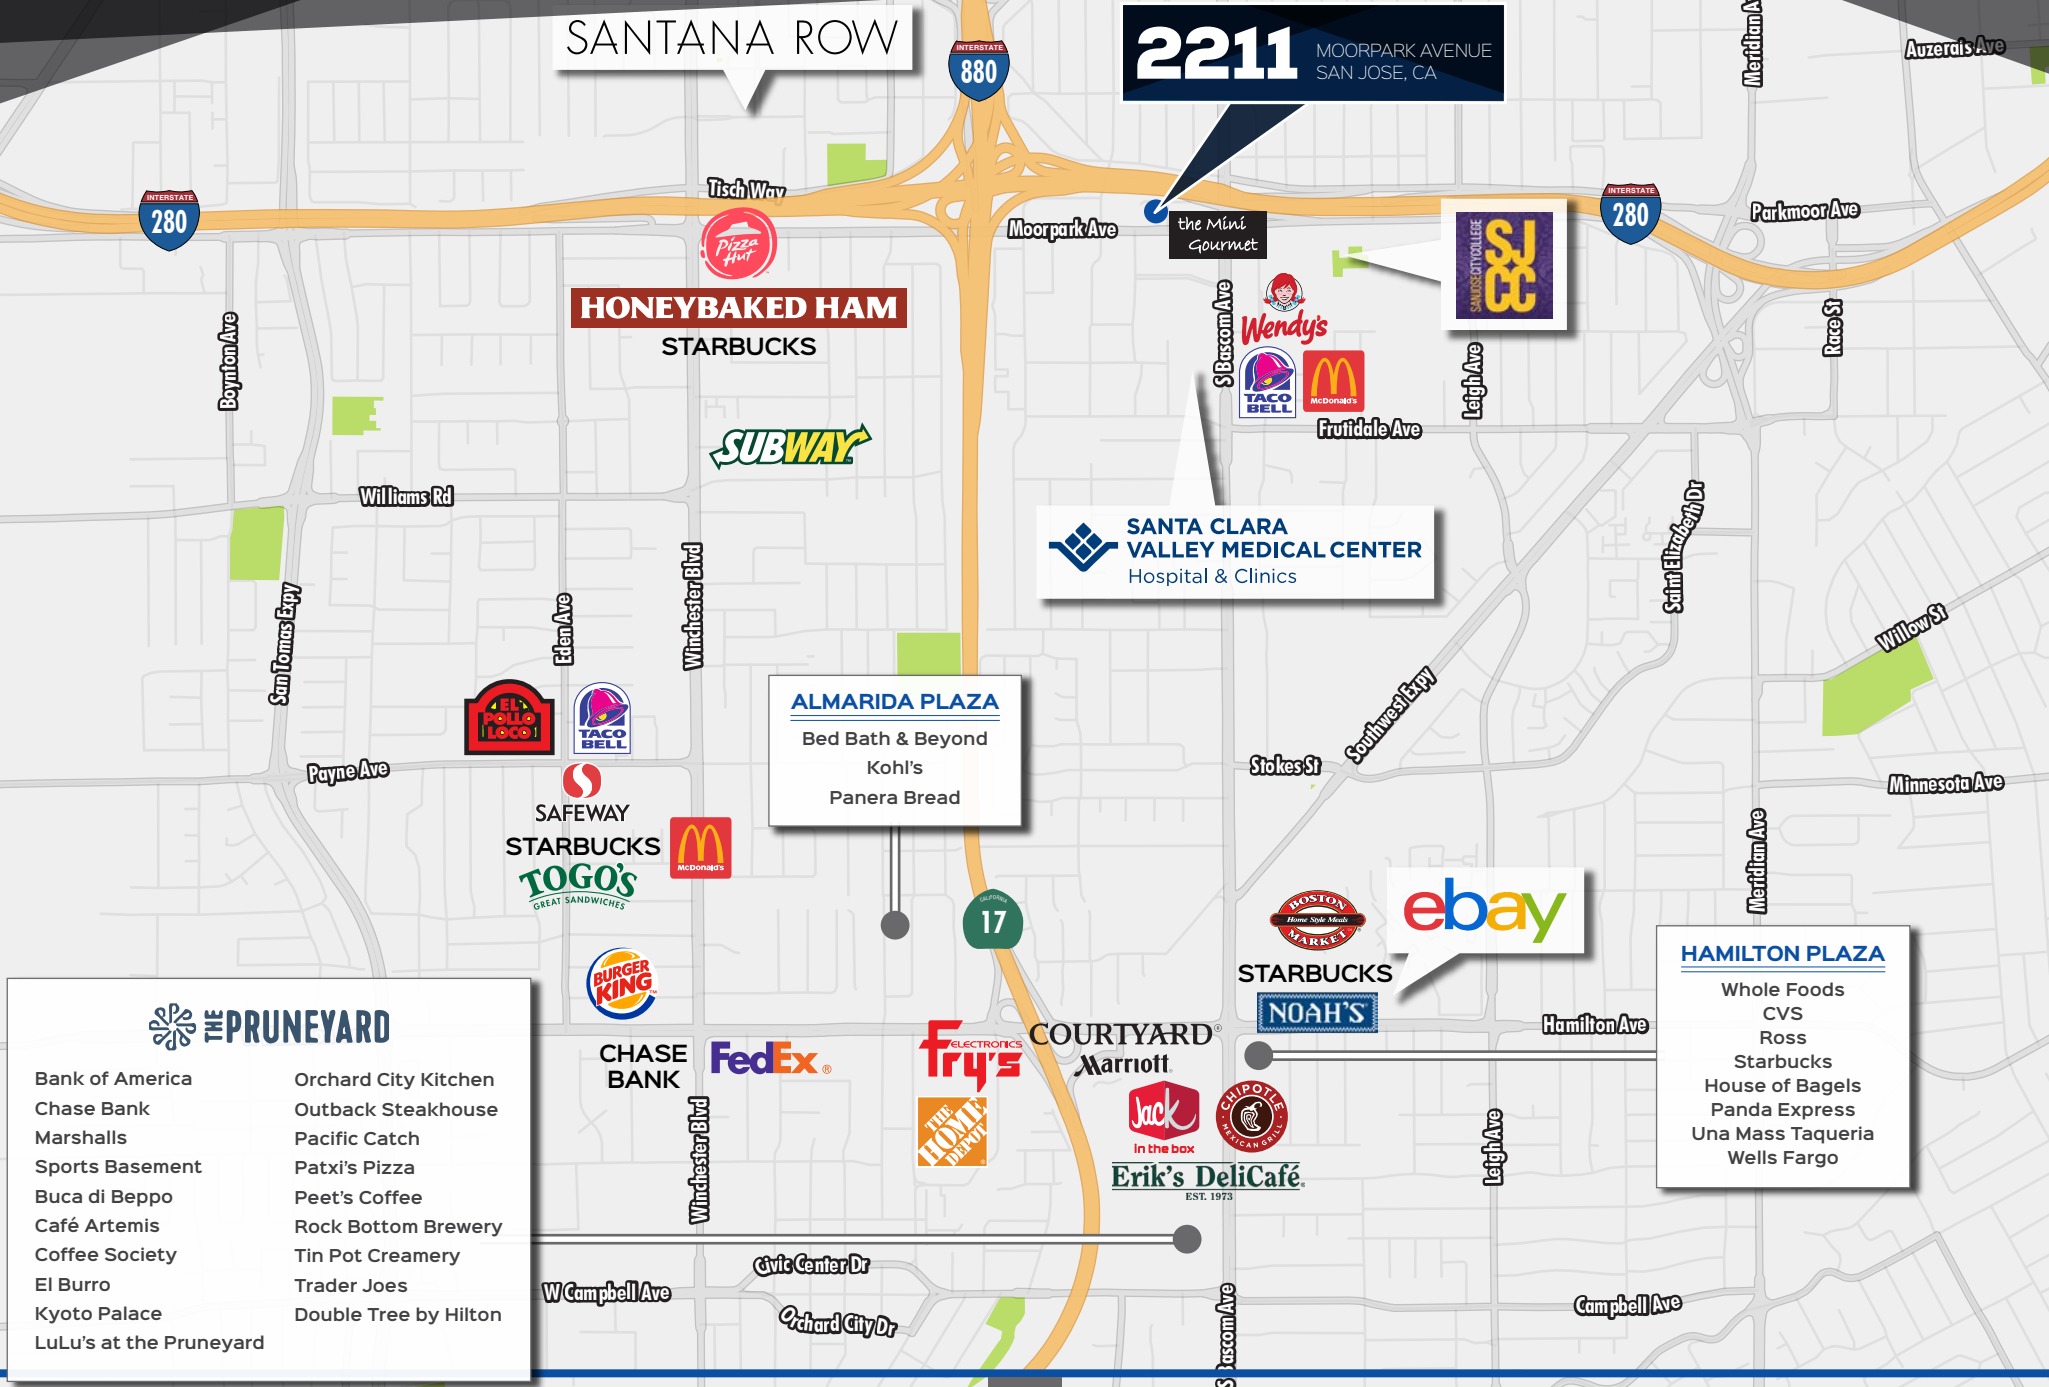 SANTANA ROW
INTERSTATE
880
2211
MOORPARK AVENUE
SAN JOSE, CA
Meridian A
Auzerais Ave
INTERSTATE
280
Tisch Way
Pizza
Hut
Moorpark Ave
the Mini
Gourmet
INTERSTATE
280
Parkmoor Ave
SANJOSECITYCOLLEGE
SJ
CC
HONEYBAKED HAM
STARBUCKS
Boynton Ave
S Bascom Ave
Wendy's
TACO
BELL
McDonald's
Leigh Ave
Race St
Frutidale Ave
SUBWAY
Williams Rd
SANTA CLARA
VALLEY MEDICAL CENTER
Hospital & Clinics
Saint Elizabeth Dr
San Tomas Expy
Eden Ave
Winchester Blvd
Willow St
EL
POLLO
LOCO
TACO
BELL
ALMARIDA PLAZA
Bed Bath & Beyond
Kohl's
Panera Bread
Southwest Expy
Stokes St
Payne Ave
Minnesota Ave
SAFEWAY
STARBUCKS
TOGO'S
GREAT SANDWICHES
McDonald's
Meridian Ave
CALIFORNIA
17
BOSTON
Home Style Meals
MARKET
ebay
STARBUCKS
NOAH'S
BURGER
KING
Hamilton Ave
HAMILTON PLAZA
Whole Foods
CVS
Ross
Starbucks
House of Bagels
Panda Express
Una Mass Taqueria
Wells Fargo
THE PRUNEYARD
Bank of America
Chase Bank
Marshalls
Sports Basement
Buca di Beppo
Café Artemis
Coffee Society
El Burro
Kyoto Palace
LuLu's at the Pruneyard
Orchard City Kitchen
Outback Steakhouse
Pacific Catch
Patxi's Pizza
Peet's Coffee
Rock Bottom Brewery
Tin Pot Creamery
Trader Joes
Double Tree by Hilton
CHASE
BANK
FedEx®
Fry's
ELECTRONICS
COURTYARD®
Marriott
THE
HOME
DEPOT
Jack
in the box
CHIPOTLE
MEXICAN GRILL
Erik's DeliCafé
EST. 1973
Winchester Blvd
Leigh Ave
Civic Center Dr
W Campbell Ave
Orchard City Dr
S Bascom Ave
Campbell Ave